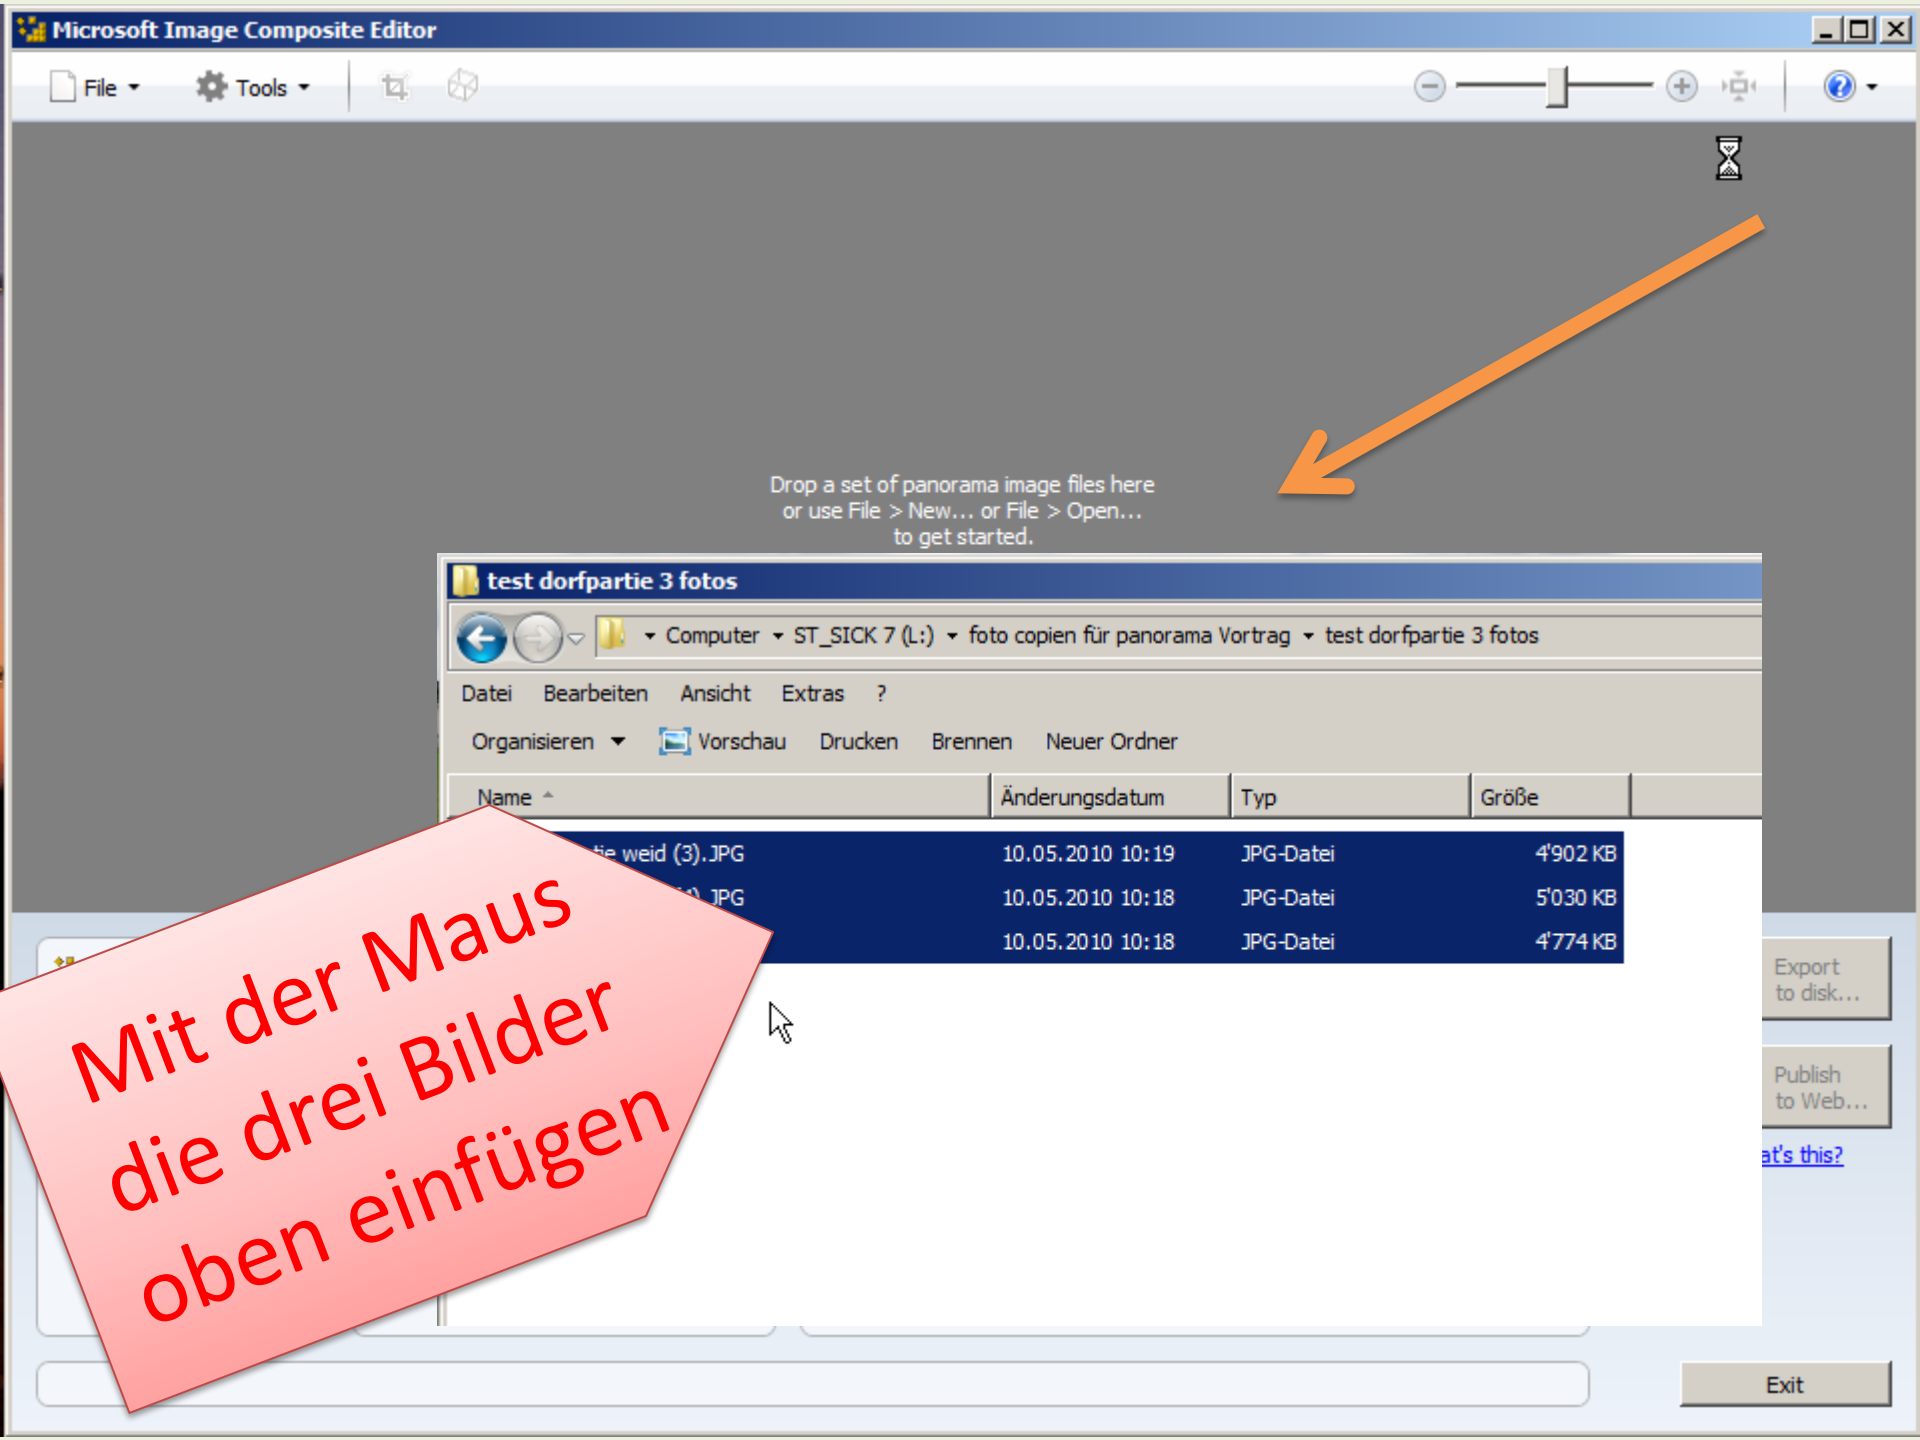 Microsoft Image Composite Editor
File Tools
Drop a set of panorama image files here
or use File > New... or File > Open...
to get started.
test dorfpartie 3 fotos
Computer ST_SICK 7 (L:) foto copien für panorama Vortrag test dorfpartie 3 fotos
Datei Bearbeiten Ansicht Extras ?
Organisieren Vorschau Drucken Brennen Neuer Ordner
Name Änderungsdatum Typ Größe
weid (3).JPG 10.05.2010 10:19 JPG-Datei 4'902 KB
.JPG 10.05.2010 10:18 JPG-Datei 5'030 KB
10.05.2010 10:18 JPG-Datei 4'774 KB
Mit der Maus
die drei Bilder
oben einfügen
Export
to disk...
Publish
to Web...
at's this?
Exit